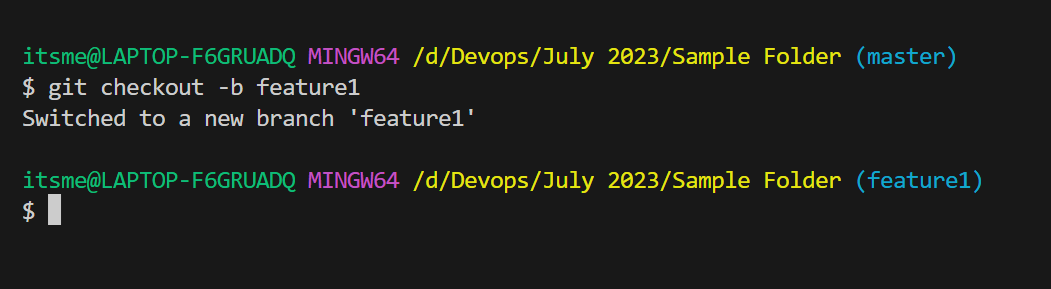 itsme@LAPTOP-F6GRUADQ MINGW64 /d/Devops/July 2023/Sample Folder (master)
$ git checkout -b feature1
Switched to a new branch 'feature1'
itsme@LAPTOP-F6GRUADQ MINGW64 /d/Devops/July 2023/Sample Folder (feature1)
$